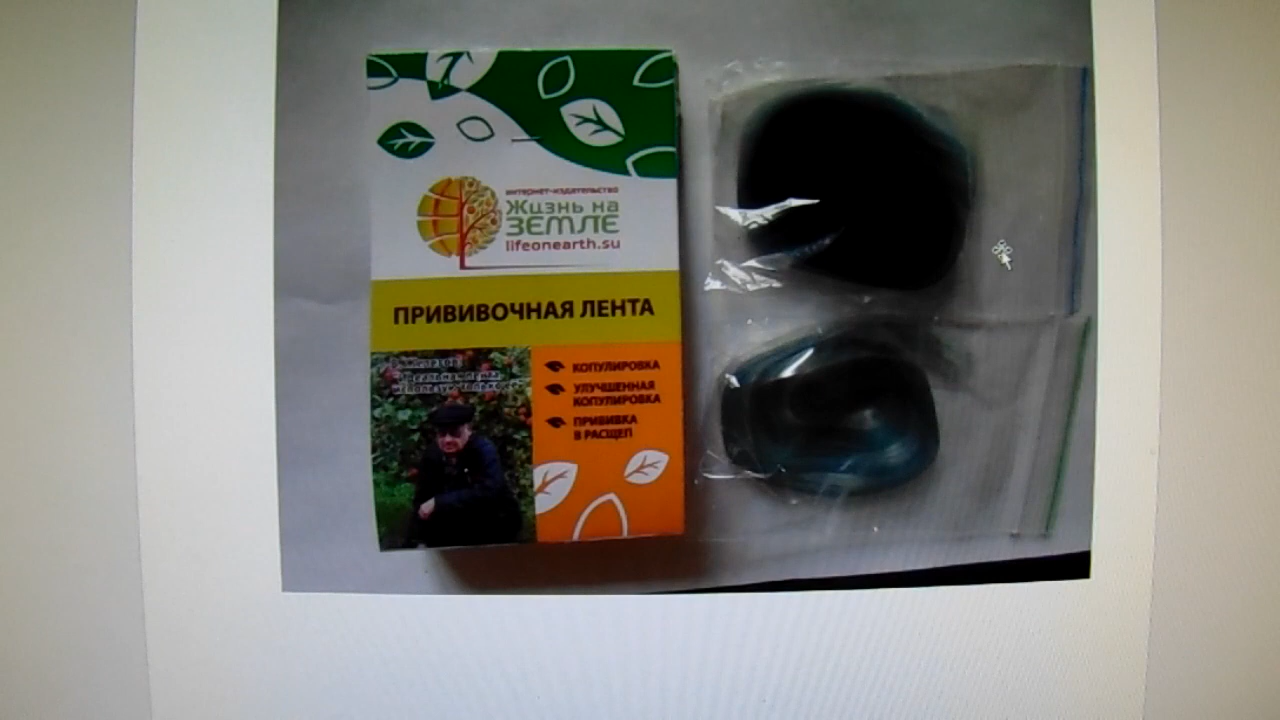 интернет-издательство
Жизнь на
ЗЕМЛЕ
lifeonearth.su
ПРИВИВОЧНАЯ ЛЕНТА
КОПУЛИРОВКА
УЛУЧШЕННАЯ
КОПУЛИРОВКА
ПРИВИВКА
В РАСЩЕП